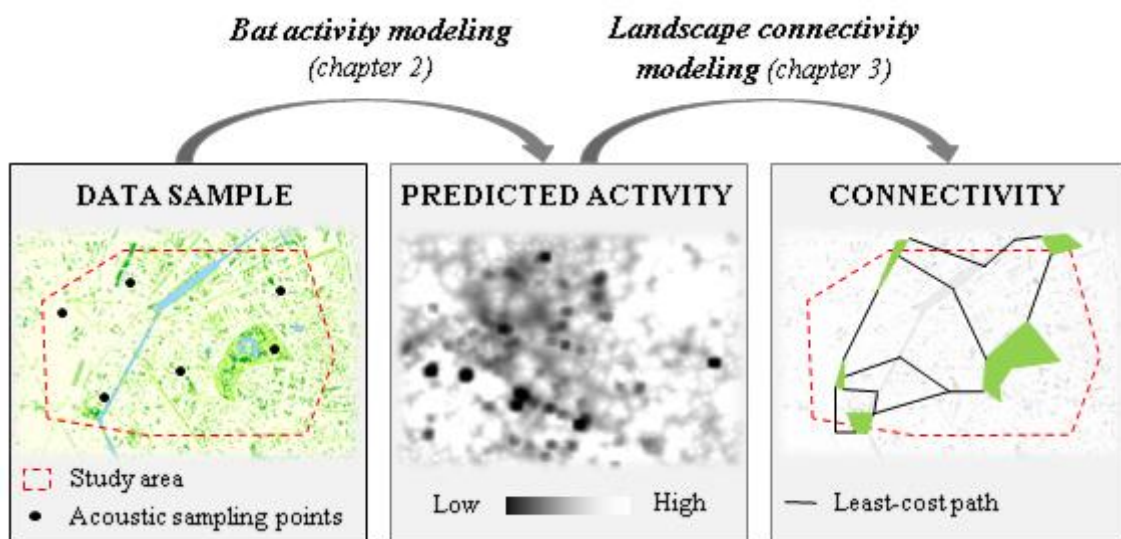 Bat activity modeling
(chapter 2)
Landscape connectivity
modeling (chapter 3)
DATA SAMPLE
Study area
Acoustic sampling points
PREDICTED ACTIVITY
Low High
CONNECTIVITY
Least-cost path